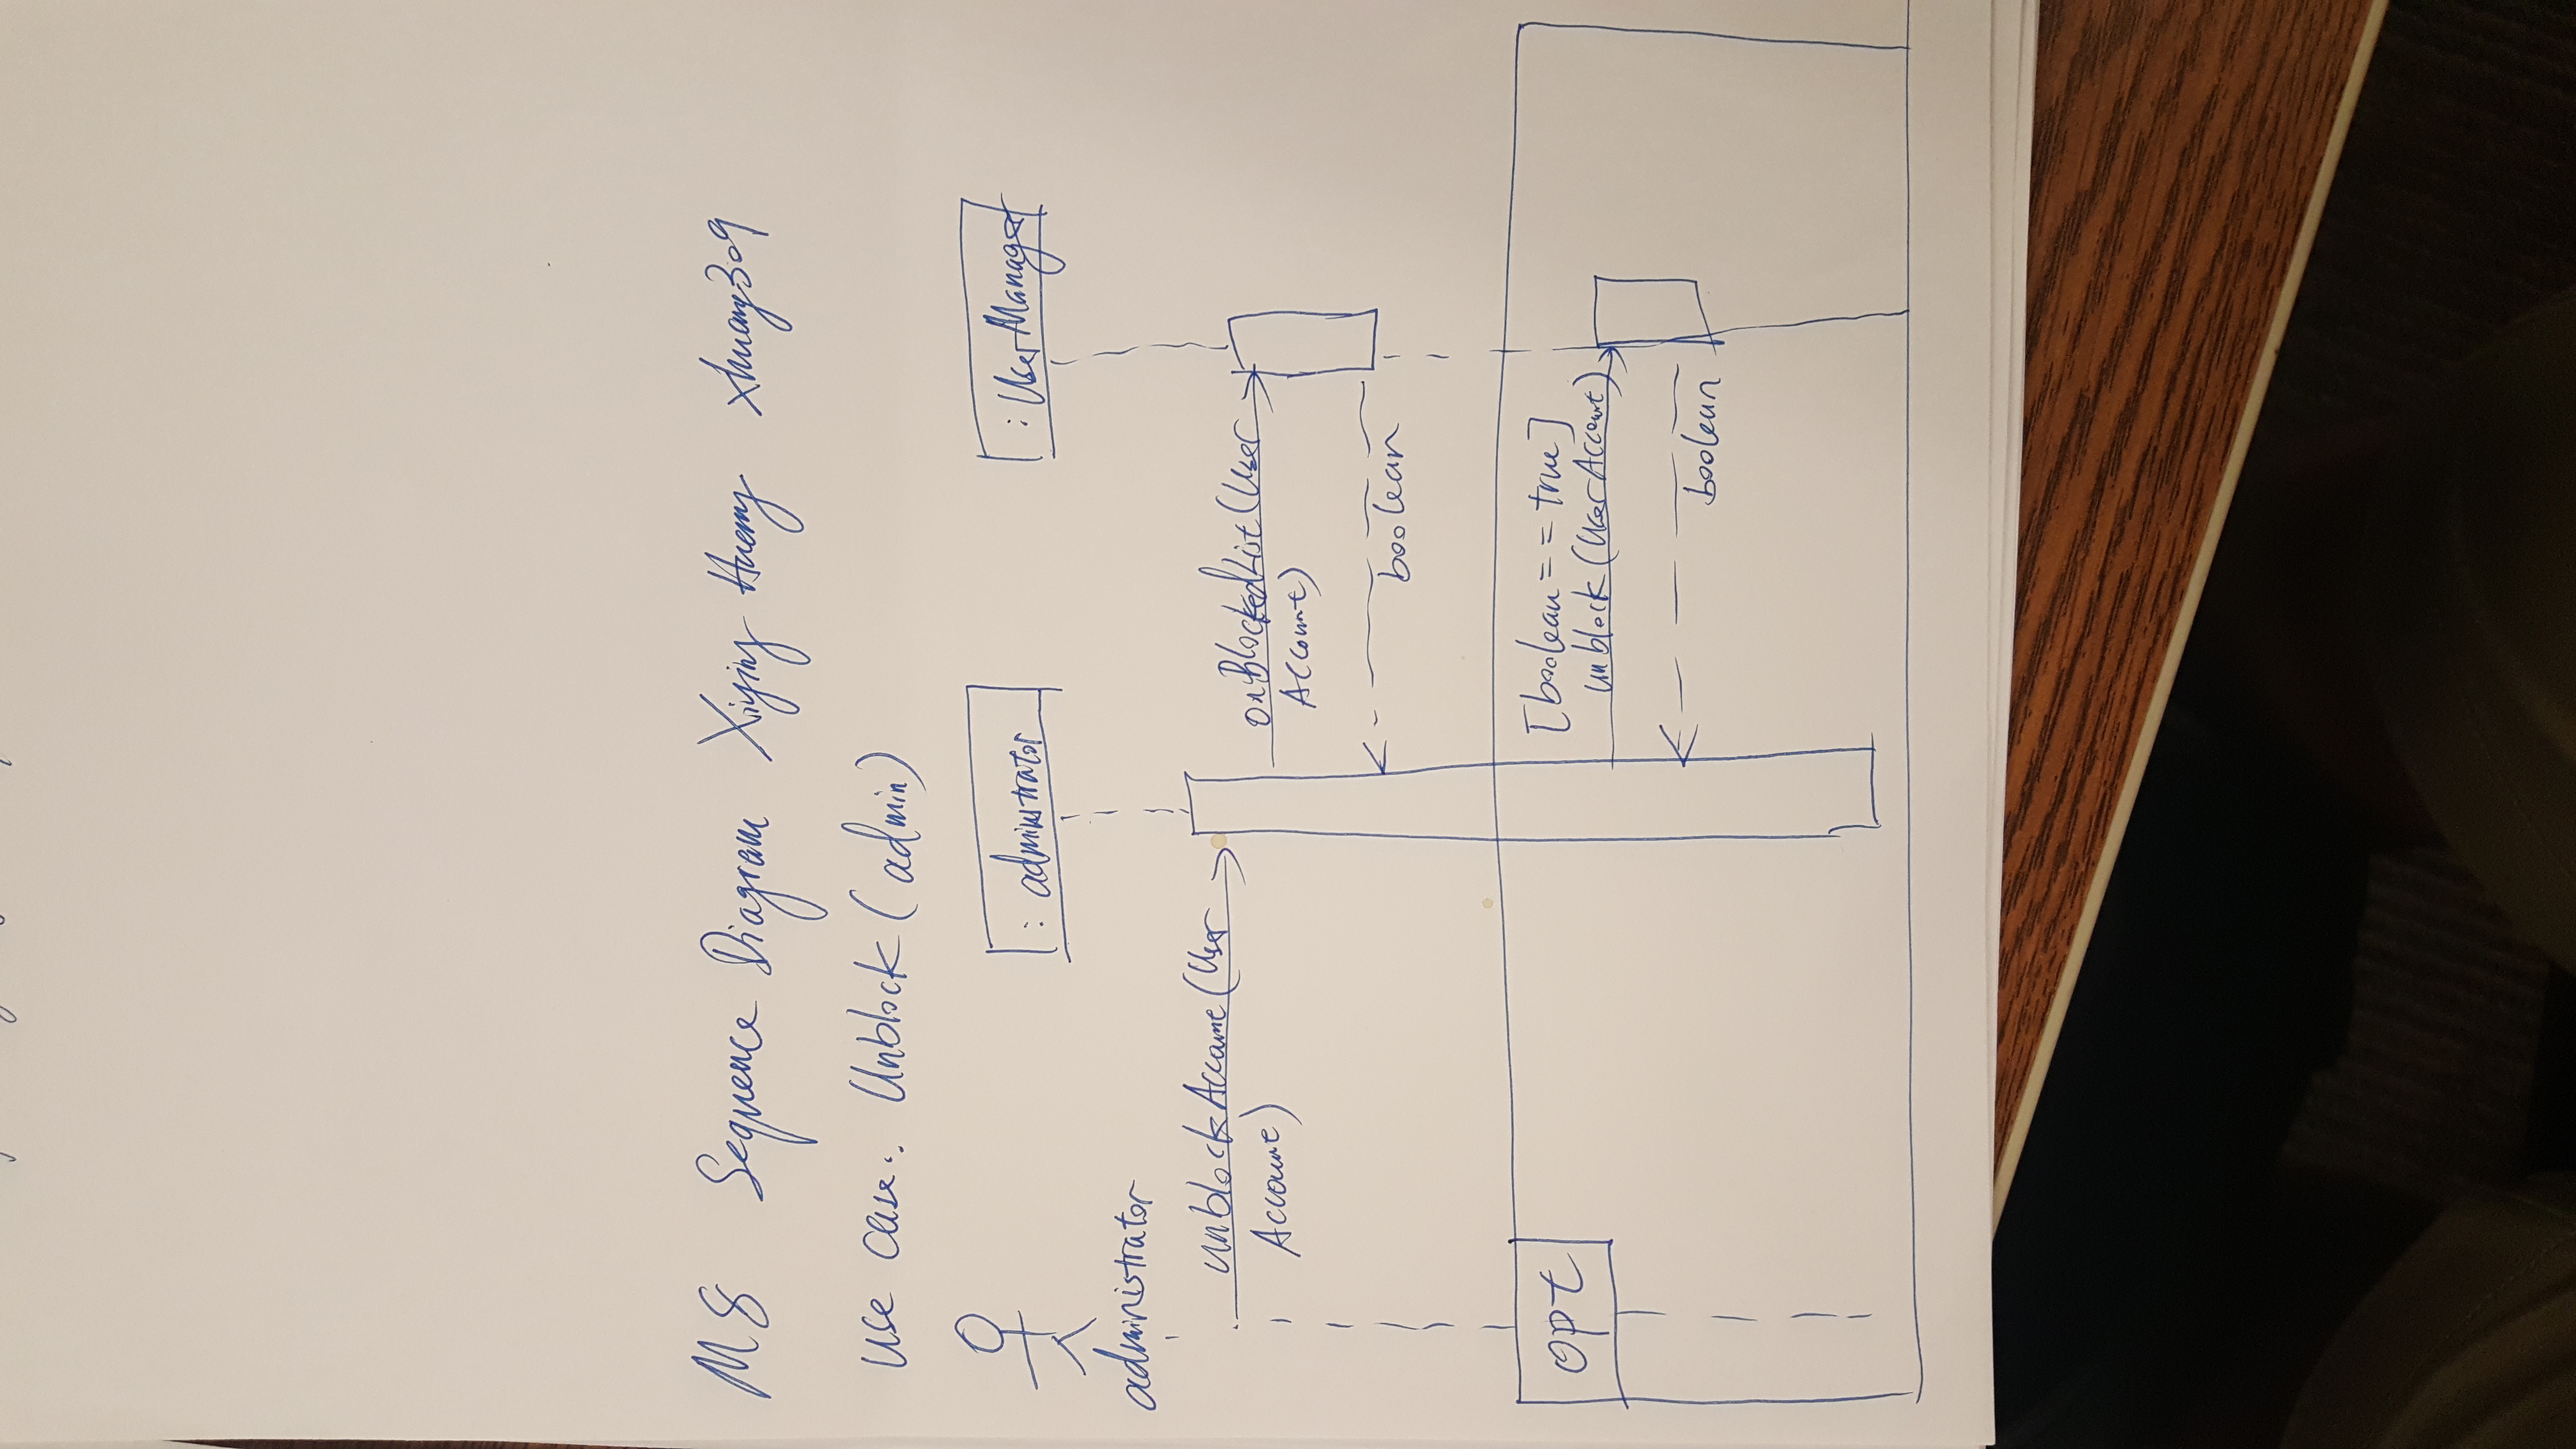 M8 Sequence Diagram Xiying Huang xhuang309
Use case: Unblock (admin)
: administrator
: UserManager
administrator
unblockAccount(User
Account)
onBlockedList(User
Account)
boolean
opt
[boolean == true]
unblock(UserAccount)
boolean